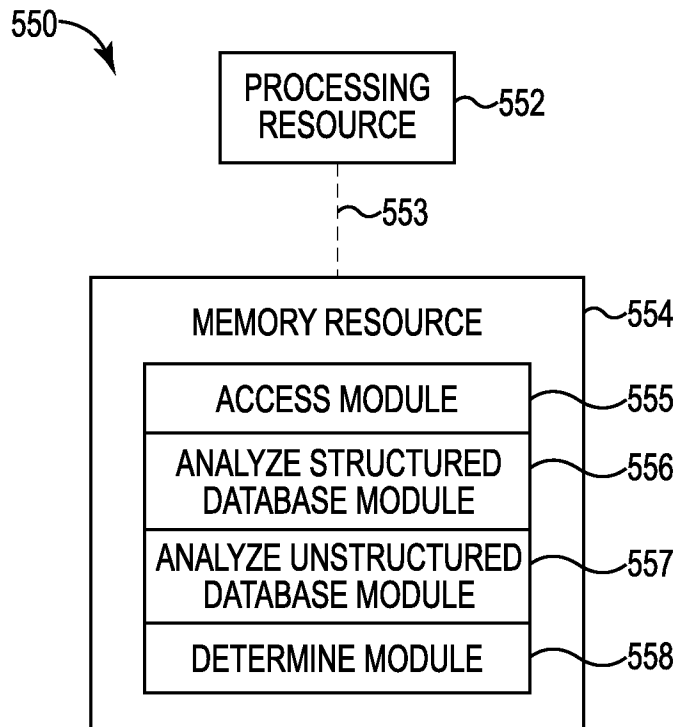 550
PROCESSING
RESOURCE
552
553
MEMORY RESOURCE
554
ACCESS MODULE
555
ANALYZE STRUCTURED
DATABASE MODULE
556
ANALYZE UNSTRUCTURED
DATABASE MODULE
557
DETERMINE MODULE
558